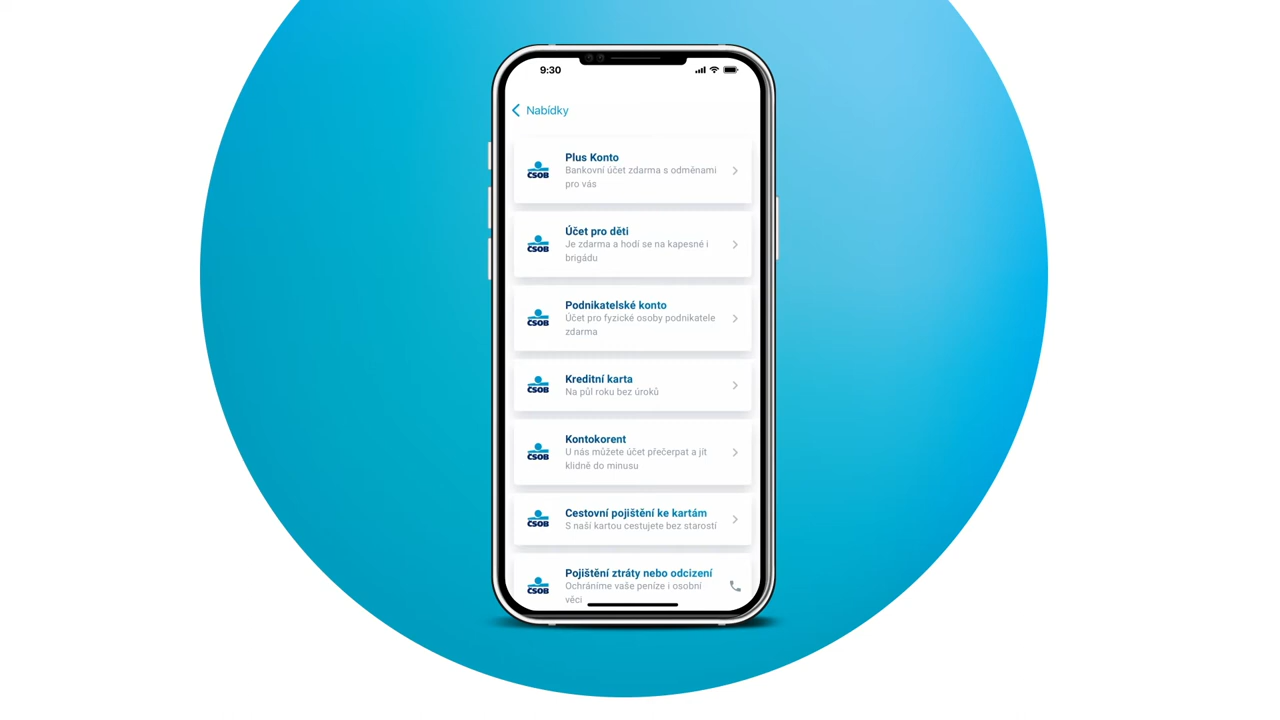 9:30
Nabídky
Plus Konto
Bankovní účet zdarma s odměnami
pro vás
ČSOB
Účet pro děti
Je zdarma a hodí se na kapesné i
brigádu
ČSOB
Podnikatelské konto
Účet pro fyzické osoby podnikatele
zdarma
ČSOB
Kreditní karta
Na půl roku bez úroků
ČSOB
Kontokorent
U nás můžete účet přečerpat a jít
klidně do minusu
ČSOB
Cestovní pojištění ke kartám
S naší kartou cestujete bez starostí
ČSOB
Pojištění ztráty nebo odcizení
Ochráníme vaše peníze i osobní
věci
ČSOB